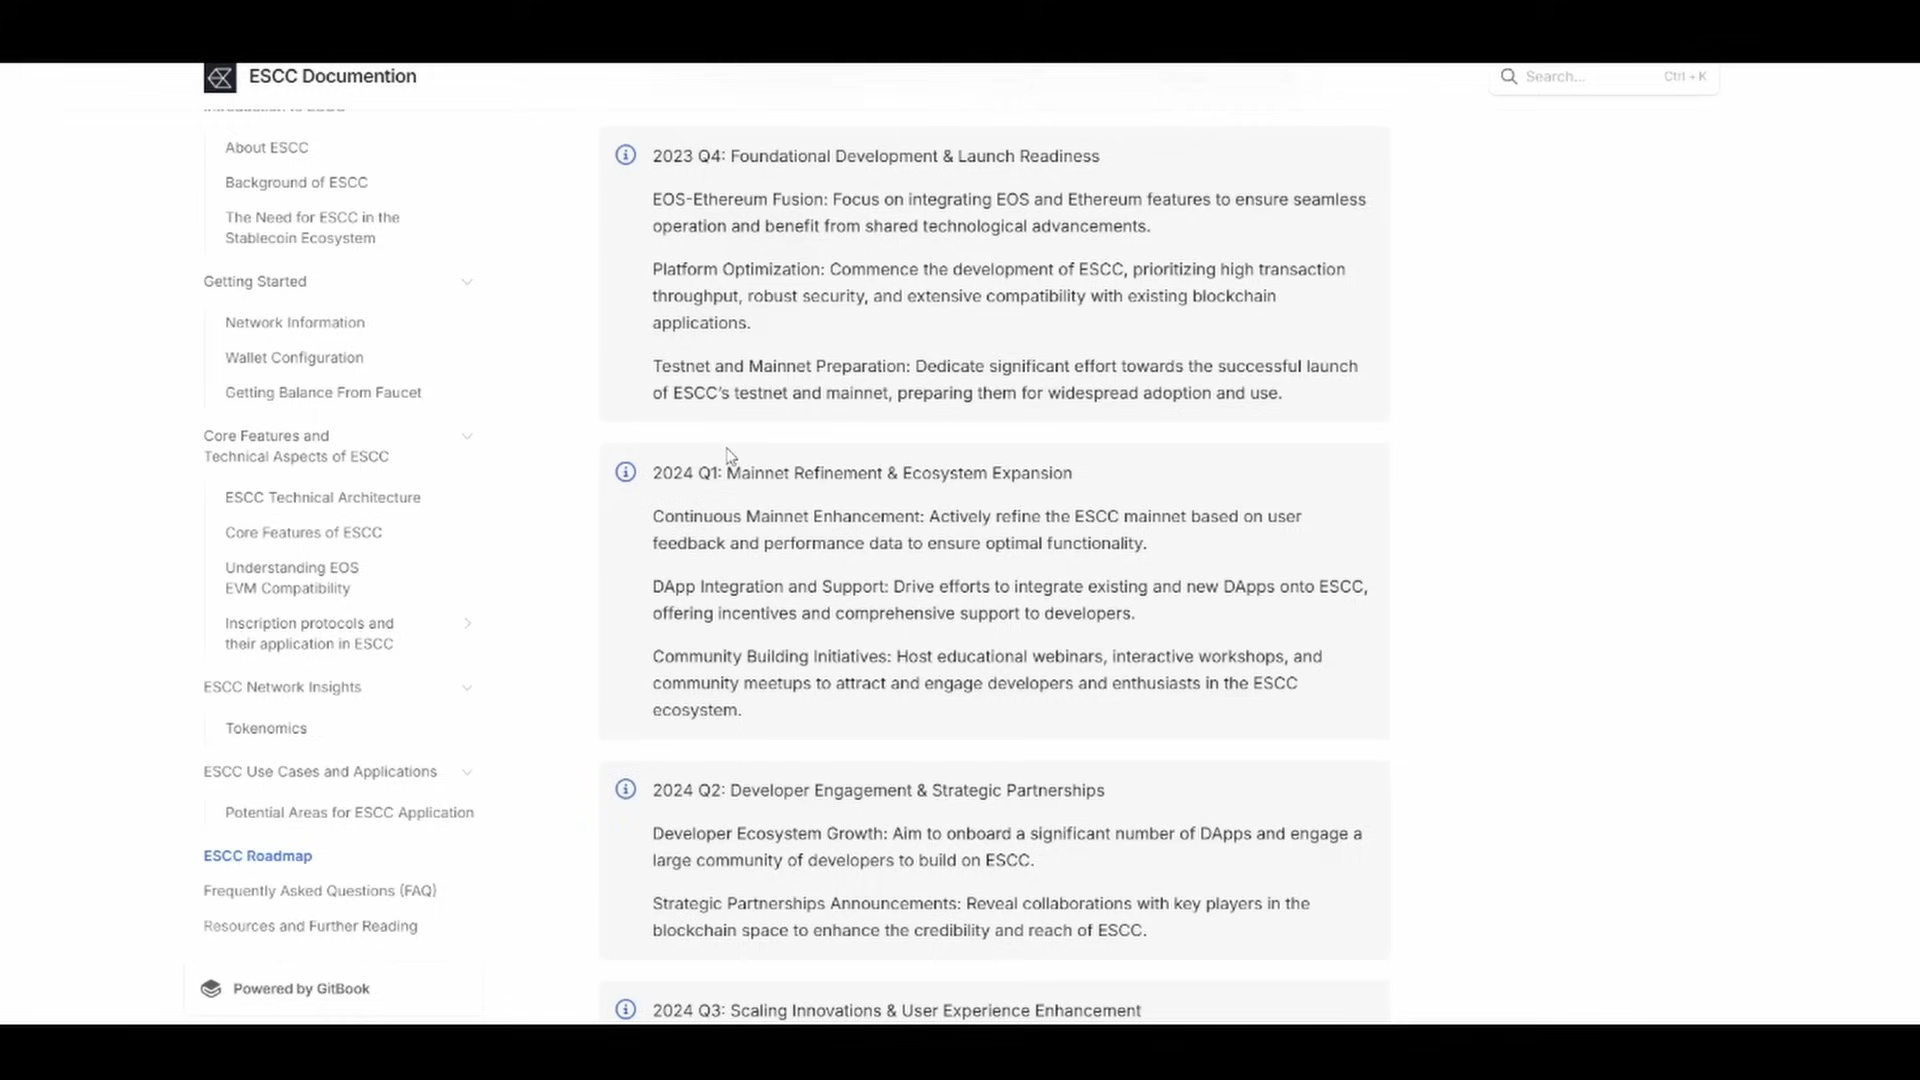 ESCC Documention
Search...
Ctrl + K
About ESCC
Background of ESCC
The Need for ESCC in the
Stablecoin Ecosystem
Getting Started
Network Information
Wallet Configuration
Getting Balance From Faucet
Core Features and
Technical Aspects of ESCC
ESCC Technical Architecture
Core Features of ESCC
Understanding EOS
EVM Compatibility
Inscription protocols and
their application in ESCC
ESCC Network Insights
Tokenomics
ESCC Use Cases and Applications
Potential Areas for ESCC Application
ESCC Roadmap
Frequently Asked Questions (FAQ)
Resources and Further Reading
Powered by GitBook
2023 Q4: Foundational Development & Launch Readiness
EOS-Ethereum Fusion: Focus on integrating EOS and Ethereum features to ensure seamless
operation and benefit from shared technological advancements.
Platform Optimization: Commence the development of ESCC, prioritizing high transaction
throughput, robust security, and extensive compatibility with existing blockchain
applications.
Testnet and Mainnet Preparation: Dedicate significant effort towards the successful launch
of ESCC’s testnet and mainnet, preparing them for widespread adoption and use.
2024 Q1: Mainnet Refinement & Ecosystem Expansion
Continuous Mainnet Enhancement: Actively refine the ESCC mainnet based on user
feedback and performance data to ensure optimal functionality.
DApp Integration and Support: Drive efforts to integrate existing and new DApps onto ESCC,
offering incentives and comprehensive support to developers.
Community Building Initiatives: Host educational webinars, interactive workshops, and
community meetups to attract and engage developers and enthusiasts in the ESCC
ecosystem.
2024 Q2: Developer Engagement & Strategic Partnerships
Developer Ecosystem Growth: Aim to onboard a significant number of DApps and engage a
large community of developers to build on ESCC.
Strategic Partnerships Announcements: Reveal collaborations with key players in the
blockchain space to enhance the credibility and reach of ESCC.
2024 Q3: Scaling Innovations & User Experience Enhancement